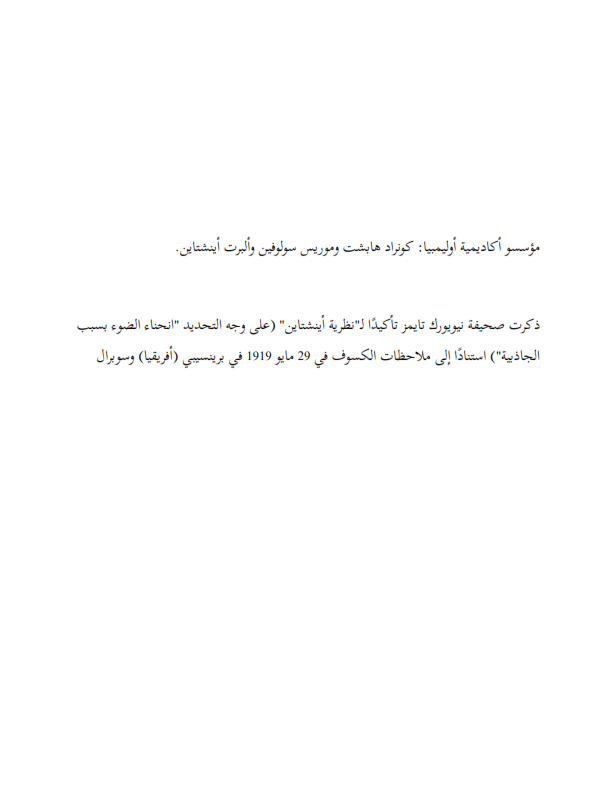 مؤسسو أكاديمية أوليمبيا: كونراد هابشت وموريس سولوفين وألبرت أينشتاين.
ذكرت صحيفة نيويورك تايمز تأكيدًا لـ"نظرية أينشتاين" (على وجه التحديد "انحناء الضوء بسبب
الجاذبية") استنادًا إلى ملاحظات الكسوف في 29 مايو 1919 في برينسيبي (أفريقيا) وسوبرال